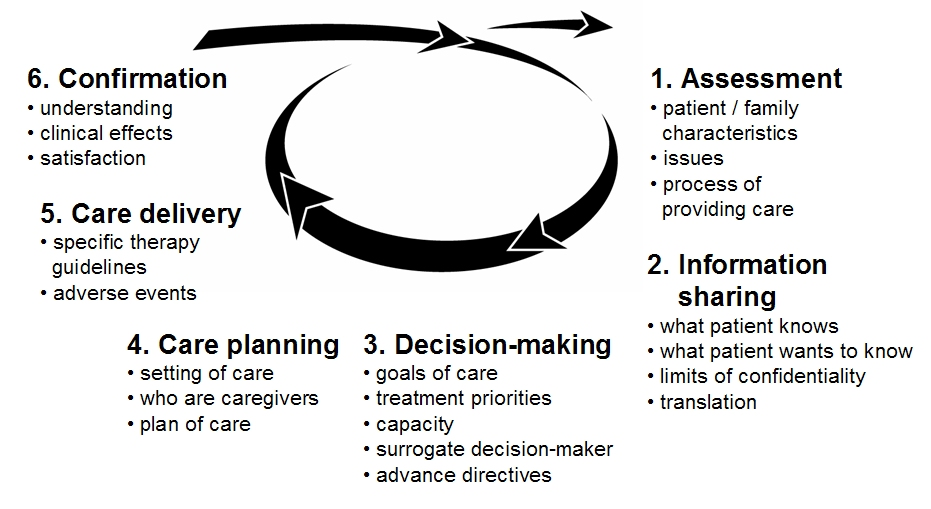 1. Assessment
• patient / family
characteristics
• issues
• process of
providing care
2. Information
sharing
• what patient knows
• what patient wants to know
• limits of confidentiality
• translation
3. Decision-making
• goals of care
• treatment priorities
• capacity
• surrogate decision-maker
• advance directives
4. Care planning
• setting of care
• who are caregivers
• plan of care
5. Care delivery
• specific therapy
guidelines
• adverse events
6. Confirmation
• understanding
• clinical effects
• satisfaction